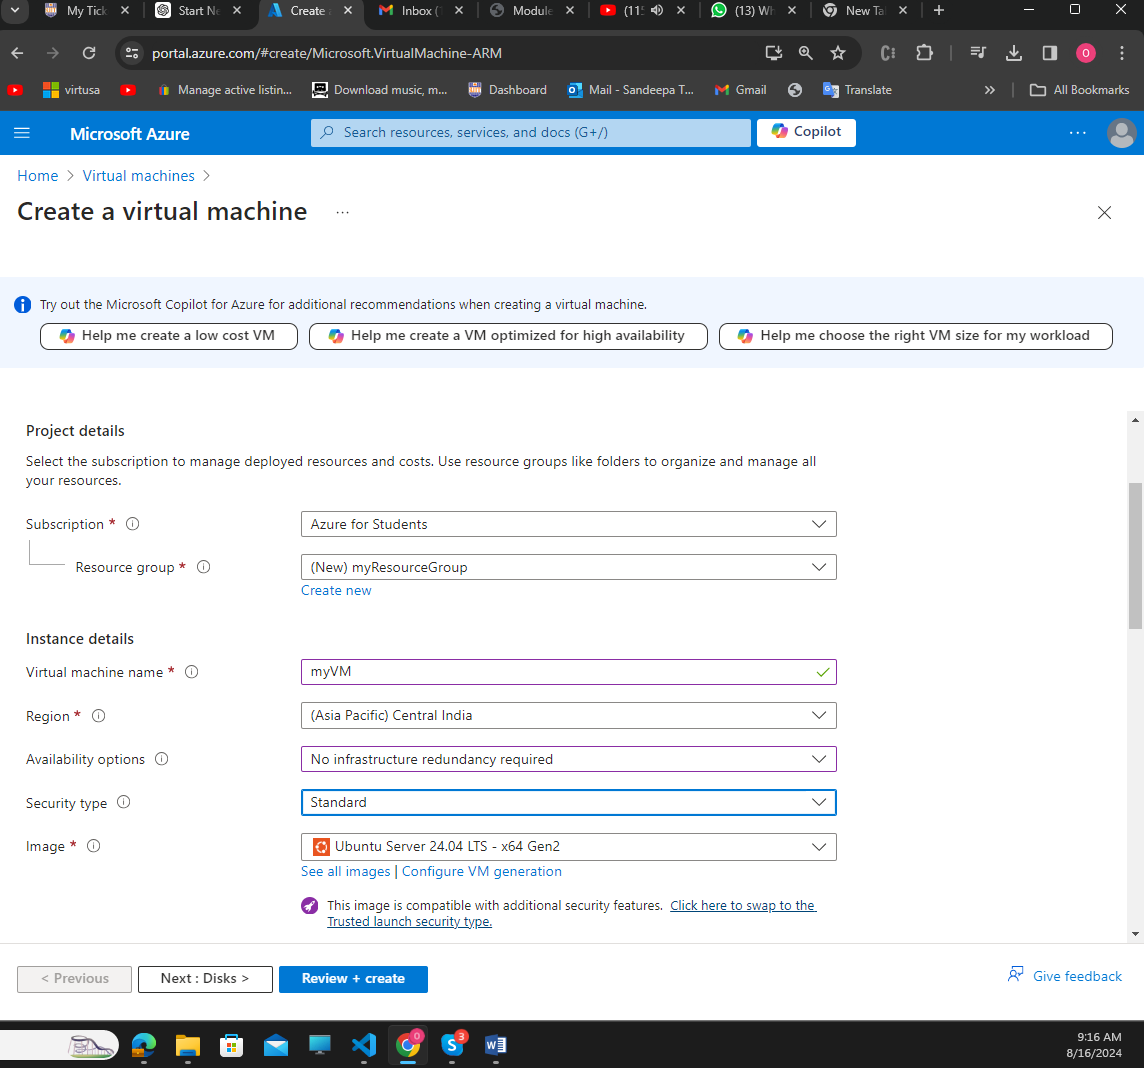 My Tick
Start Ne
Create
Inbox (
Module
(11
(13) Wh
New Ta
portal.azure.com/#create/Microsoft.VirtualMachine-ARM
O
virtusa
Manage active listin...
Download music, m...
Dashboard
Mail - Sandeepa T...
Gmail
Translate
»
All Bookmarks
Microsoft Azure
Search resources, services, and docs (G+/)
Copilot
...
Home > Virtual machines >
Create a virtual machine ...
Try out the Microsoft Copilot for Azure for additional recommendations when creating a virtual machine.
Help me create a low cost VM
Help me create a VM optimized for high availability
Help me choose the right VM size for my workload
Project details
Select the subscription to manage deployed resources and costs. Use resource groups like folders to organize and manage all
your resources.
Subscription *
Azure for Students
Resource group *
(New) myResourceGroup
Create new
Instance details
Virtual machine name *
myVM
Region *
(Asia Pacific) Central India
Availability options
No infrastructure redundancy required
Security type
Standard
Image *
Ubuntu Server 24.04 LTS - x64 Gen2
See all images | Configure VM generation
This image is compatible with additional security features. Click here to swap to the
Trusted launch security type.
< Previous
Next : Disks >
Review + create
Give feedback
0
3
9:16 AM
8/16/2024